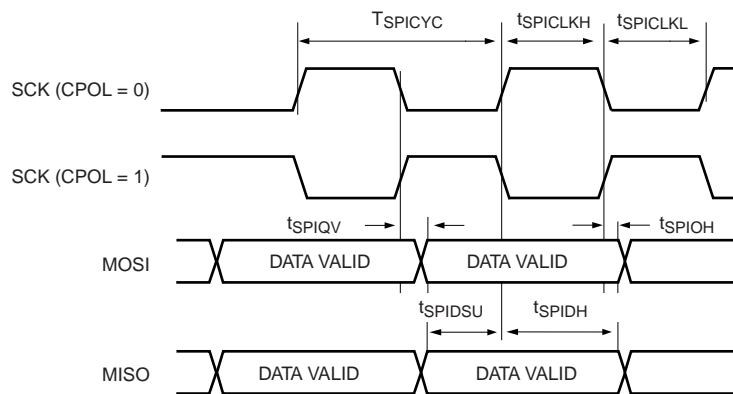 TSPICYC tSPICLKH tSPICLKL
SCK (CPOL = 0)
SCK (CPOL = 1)
tSPIQV tSPIOH
MOSI DATA VALID DATA VALID
tSPIDSU tSPIDH
MISO DATA VALID DATA VALID